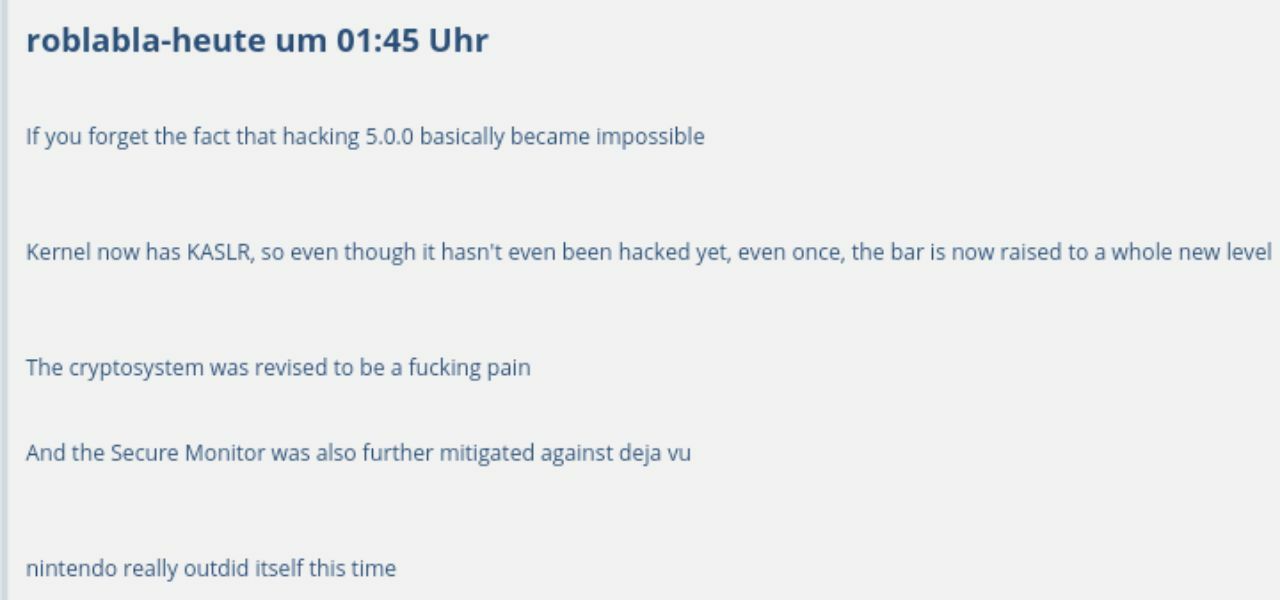 roblabla-heute um 01:45 Uhr
If you forget the fact that hacking 5.0.0 basically became impossible
Kernel now has KASLR, so even though it hasn't even been hacked yet, even once, the bar is now raised to a whole new level
The cryptosystem was revised to be a fucking pain
And the Secure Monitor was also further mitigated against deja vu
nintendo really outdid itself this time